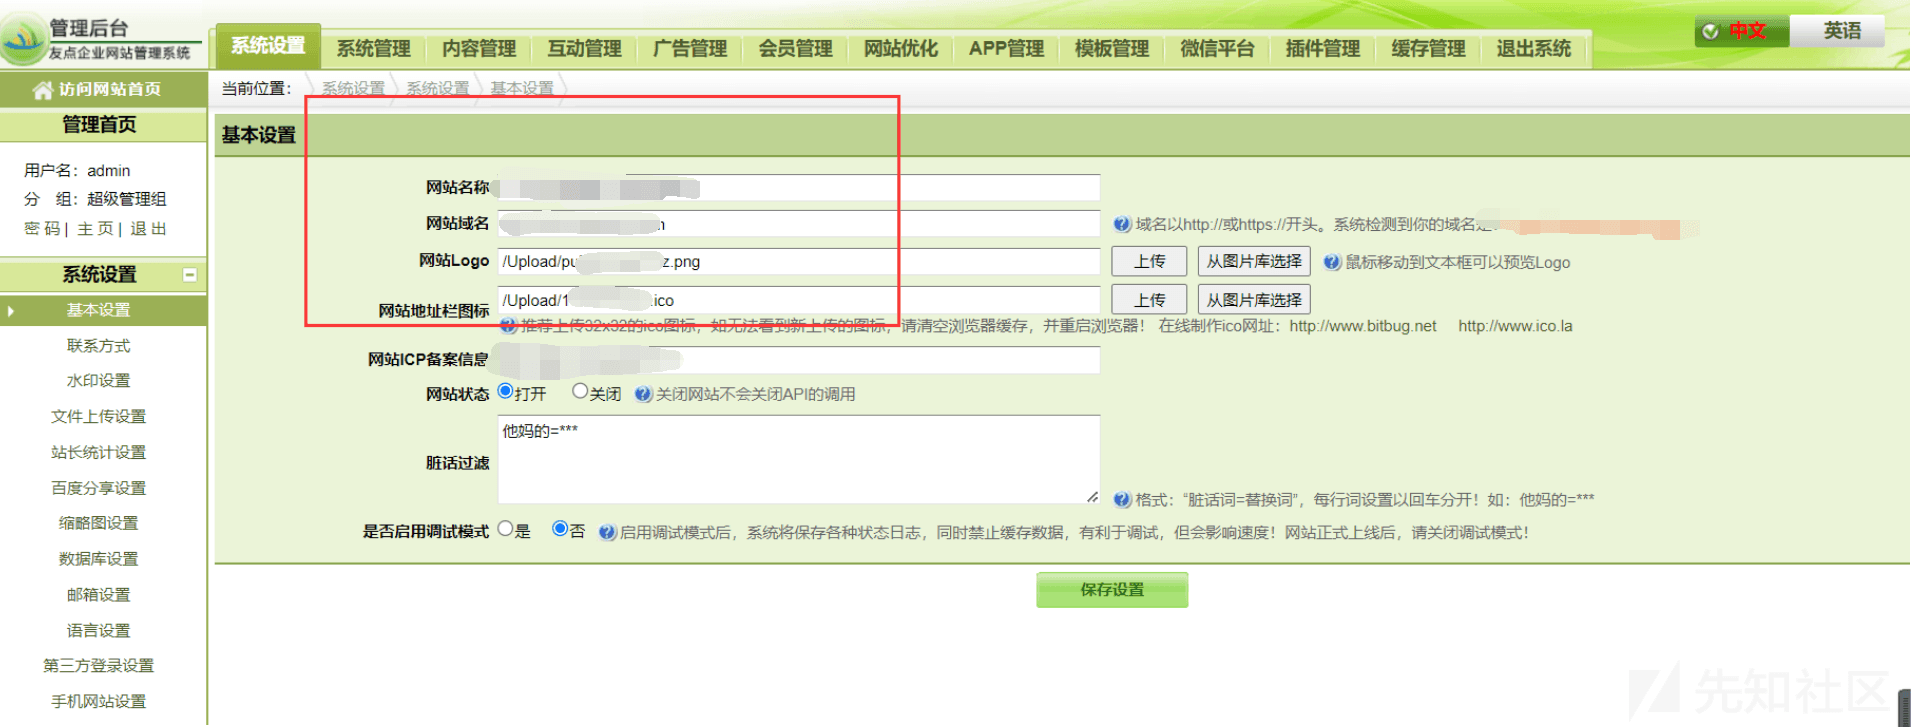 管理后台
友点企业网站管理系统
系统设置 系统管理 内容管理 互动管理 广告管理 会员管理 网站优化 APP管理 模板管理 微信平台 插件管理 缓存管理 退出系统
中文 英语
访问网站首页
当前位置： 系统设置 系统设置 基本设置
管理首页
用户名：admin
分 组：超级管理组
密 码 | 主 页 | 退 出
系统设置
基本设置
联系方式
水印设置
文件上传设置
站长统计设置
百度分享设置
缩略图设置
数据库设置
邮箱设置
语言设置
第三方登录设置
手机网站设置
基本设置
网站名称
网站域名 域名以http://或https://开头。系统检测到你的域名是：
网站Logo /Upload/pu z.png 上传 从图片库选择 鼠标移动到文本框可以预览Logo
网站地址栏图标 /Upload/1 .ico 上传 从图片库选择
推荐上传32x32的ico图标，如无法看到新上传的图标，请清空浏览器缓存，并重启浏览器！ 在线制作ico网址：http://www.bitbug.net http://www.ico.la
网站ICP备案信息
网站状态 打开 关闭 关闭网站不会关闭API的调用
脏话过滤 他妈的=***
格式：“脏话词=替换词”，每行词设置以回车分开！如：他妈的=***
是否启用调试模式 是 否 启用调试模式后，系统将保存各种状态日志，同时禁止缓存数据，有利于调试，但会影响速度！网站正式上线后，请关闭调试模式！
保存设置
先知社区